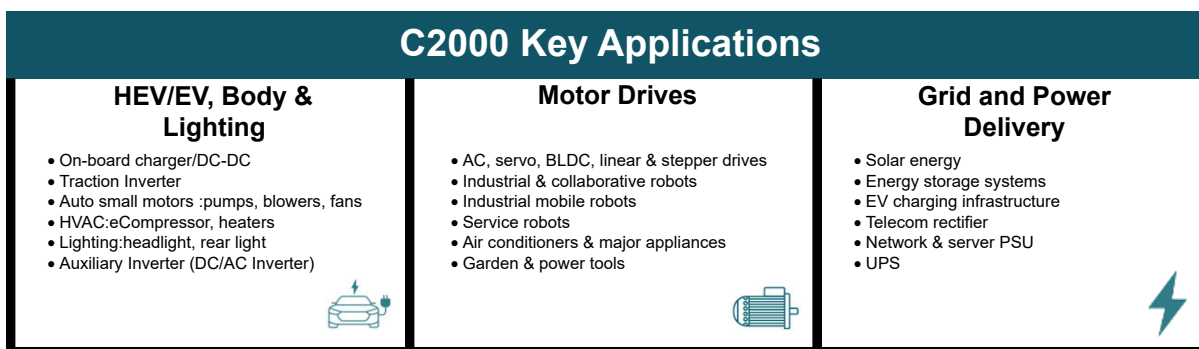 C2000 Key Applications
HEV/EV, Body &
Lighting
• On-board charger/DC-DC
• Traction Inverter
• Auto small motors :pumps, blowers, fans
• HVAC:eCompressor, heaters
• Lighting:headlight, rear light
• Auxiliary Inverter (DC/AC Inverter)
Motor Drives
• AC, servo, BLDC, linear & stepper drives
• Industrial & collaborative robots
• Industrial mobile robots
• Service robots
• Air conditioners & major appliances
• Garden & power tools
Grid and Power
Delivery
• Solar energy
• Energy storage systems
• EV charging infrastructure
• Telecom rectifier
• Network & server PSU
• UPS